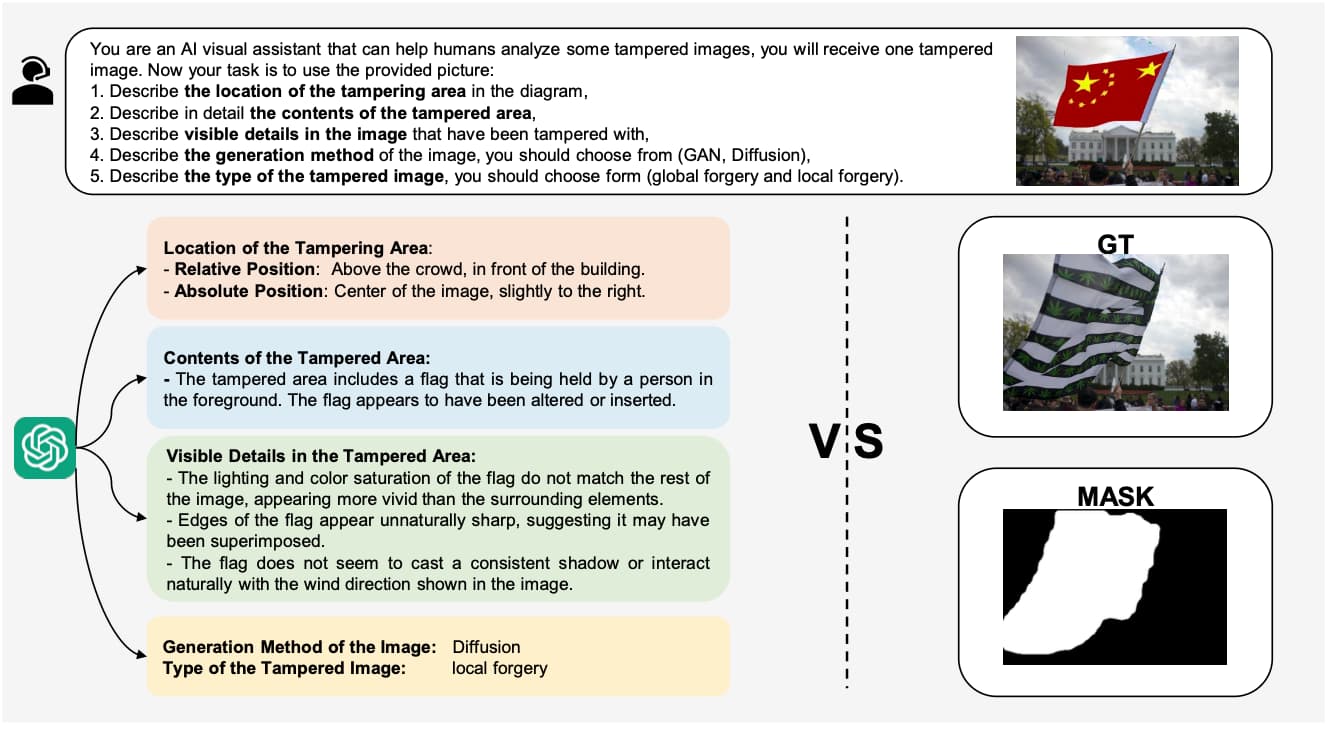 You are an AI visual assistant that can help humans analyze some tampered images, you will receive one tampered
image. Now your task is to use the provided picture:
1. Describe the location of the tampering area in the diagram,
2. Describe in detail the contents of the tampered area,
3. Describe visible details in the image that have been tampered with,
4. Describe the generation method of the image, you should choose from (GAN, Diffusion),
5. Describe the type of the tampered image, you should choose form (global forgery and local forgery).
Location of the Tampering Area:
- Relative Position: Above the crowd, in front of the building.
- Absolute Position: Center of the image, slightly to the right.
Contents of the Tampered Area:
- The tampered area includes a flag that is being held by a person in
the foreground. The flag appears to have been altered or inserted.
Visible Details in the Tampered Area:
- The lighting and color saturation of the flag do not match the rest of
the image, appearing more vivid than the surrounding elements.
- Edges of the flag appear unnaturally sharp, suggesting it may have
been superimposed.
- The flag does not seem to cast a consistent shadow or interact
naturally with the wind direction shown in the image.
Generation Method of the Image: Diffusion
Type of the Tampered Image: local forgery
VS
GT
MASK